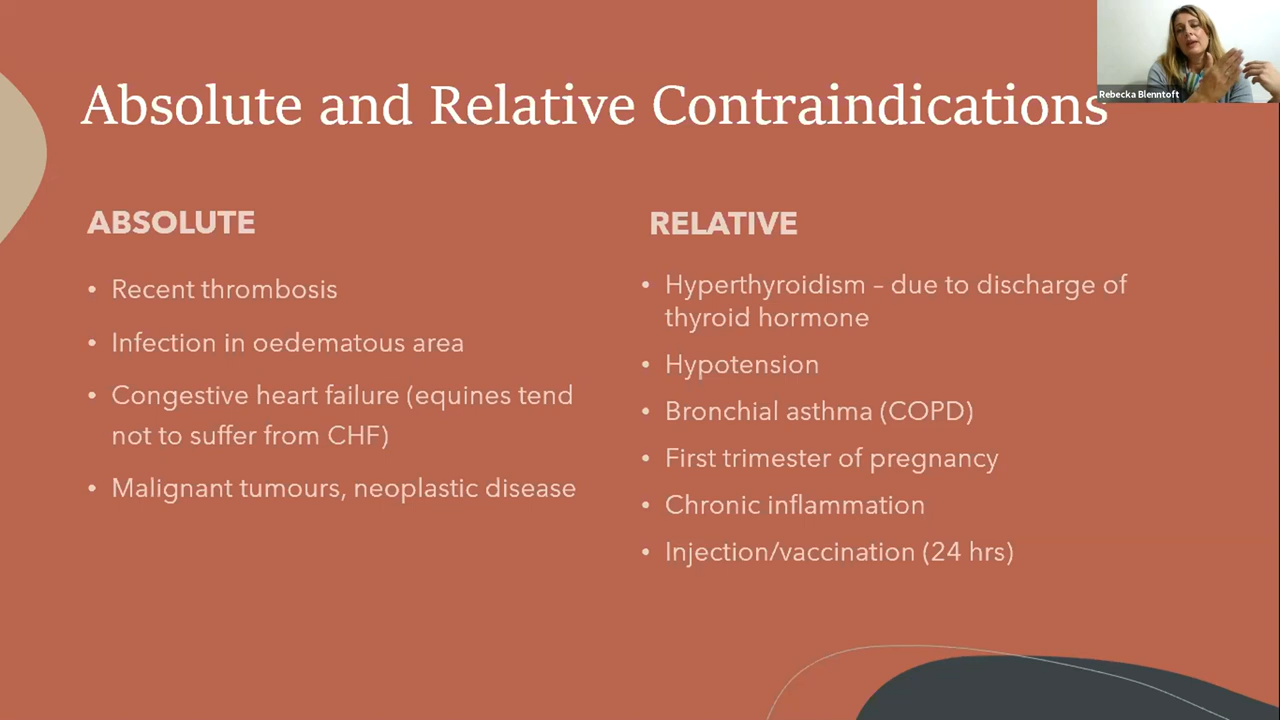 Absolute and Relative Contraindications
Rebecka Blenntoft
ABSOLUTE
• Recent thrombosis
• Infection in oedematous area
• Congestive heart failure (equines tend
not to suffer from CHF)
• Malignant tumours, neoplastic disease
RELATIVE
• Hyperthyroidism – due to discharge of
thyroid hormone
• Hypotension
• Bronchial asthma (COPD)
• First trimester of pregnancy
• Chronic inflammation
• Injection/vaccination (24 hrs)